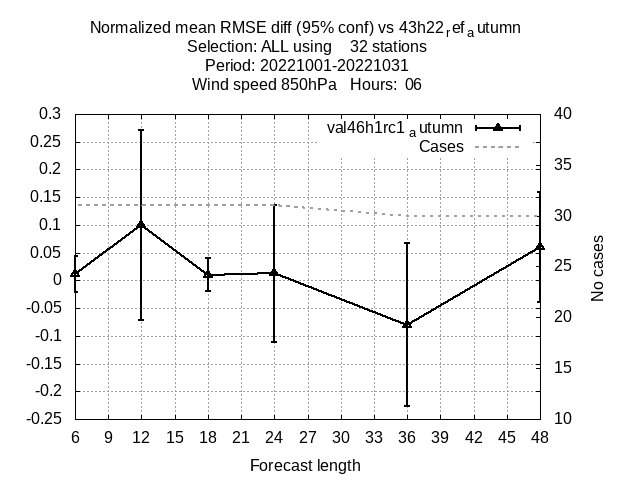 Normalized mean RMSE diff (95% conf) vs 43h22refautumn
Selection: ALL using 32 stations
Period: 20221001-20221031
Wind speed 850hPa Hours: 06
0.3
0.25
0.2
0.15
0.1
0.05
0
-0.05
-0.1
-0.15
-0.2
-0.25
val46h1rc1autumn
Cases
40
35
30
25
20
15
10
No cases
6 9 12 15 18 21 24 27 30 33 36 39 42 45 48
Forecast length